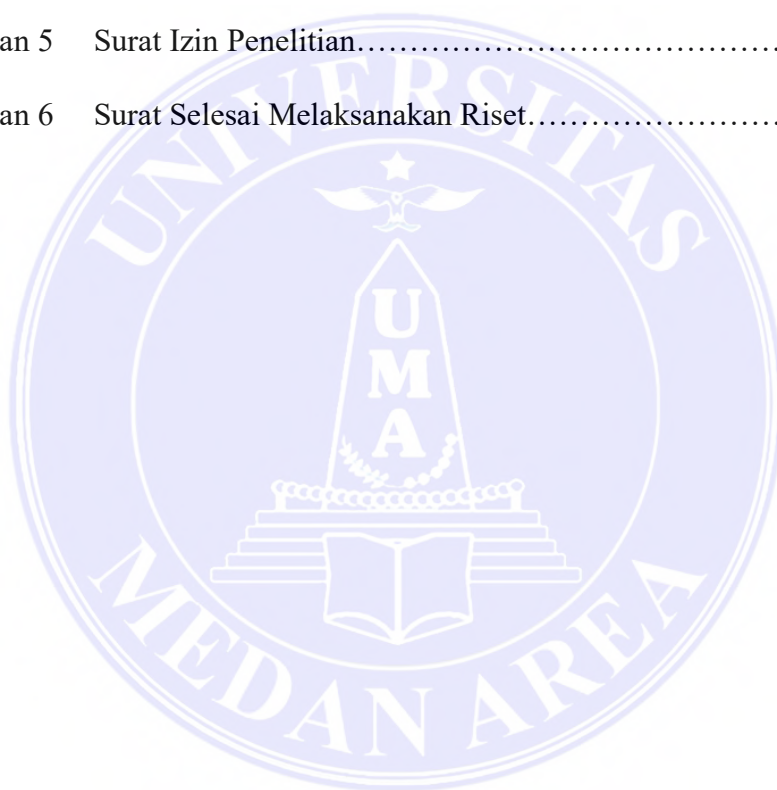 an 5 Surat Izin Penelitian……………………………………
an 6 Surat Selesai Melaksanakan Riset……………………
UNIVERSITAS
UMA
MEDAN AREA